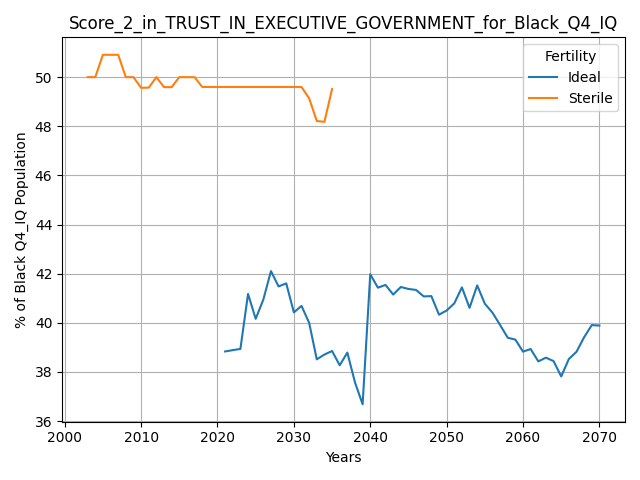 Score_2_in_TRUST_IN_EXECUTIVE_GOVERNMENT_for_Black_Q4_IQ
Fertility
Ideal
Sterile
% of Black Q4_IQ Population
50
48
46
44
42
40
38
36
2000 2010 2020 2030 2040 2050 2060 2070
Years